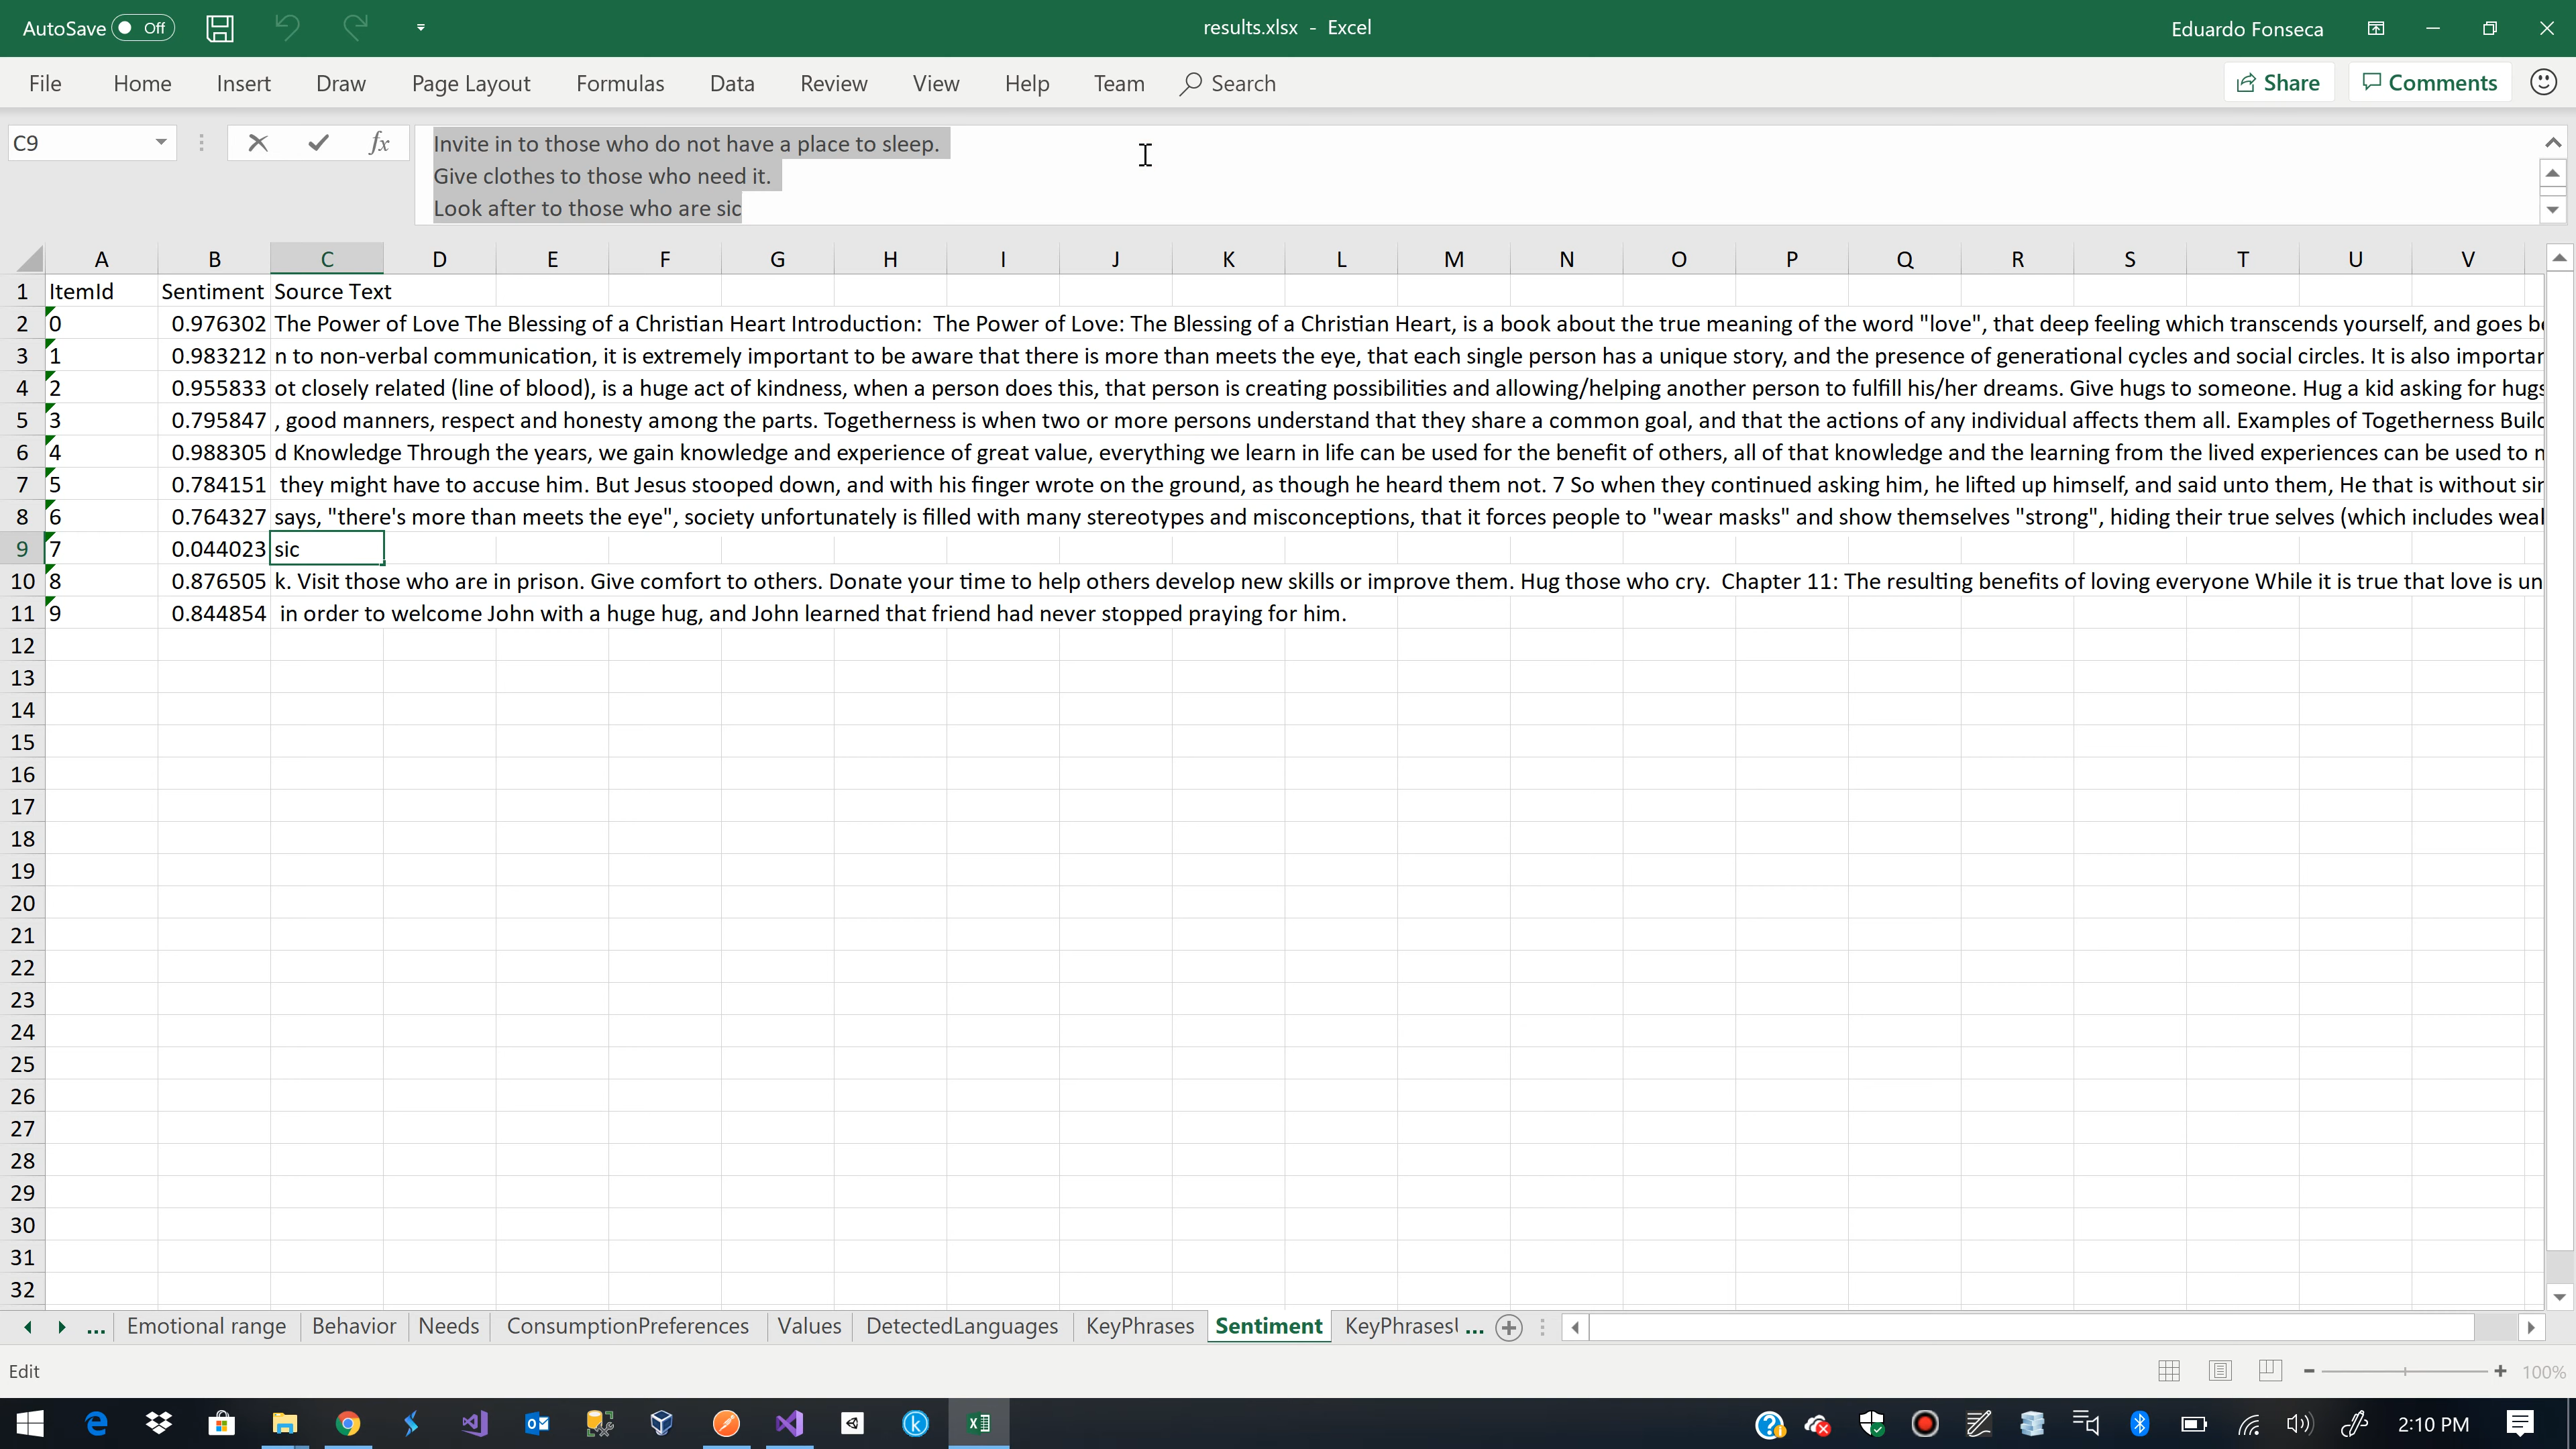 AutoSave Off results.xlsx - Excel Eduardo Fonseca
File Home Insert Draw Page Layout Formulas Data Review View Help Team Search Share Comments
C9 fx Invite in to those who do not have a place to sleep.
Give clothes to those who need it.
Look after to those who are sic
A B C D E F G H I J K L M N O P Q R S T U V
1 ItemId Sentiment Source Text
2 0 0.976302 The Power of Love The Blessing of a Christian Heart Introduction: The Power of Love: The Blessing of a Christian Heart, is a book about the true meaning of the word "love", that deep feeling which transcends yourself, and goes be
3 1 0.983212 n to non-verbal communication, it is extremely important to be aware that there is more than meets the eye, that each single person has a unique story, and the presence of generational cycles and social circles. It is also importan
4 2 0.955833 ot closely related (line of blood), is a huge act of kindness, when a person does this, that person is creating possibilities and allowing/helping another person to fulfill his/her dreams. Give hugs to someone. Hug a kid asking for hugs
5 3 0.795847 , good manners, respect and honesty among the parts. Togetherness is when two or more persons understand that they share a common goal, and that the actions of any individual affects them all. Examples of Togetherness Build
6 4 0.988305 d Knowledge Through the years, we gain knowledge and experience of great value, everything we learn in life can be used for the benefit of others, all of that knowledge and the learning from the lived experiences can be used to
7 5 0.784151 they might have to accuse him. But Jesus stooped down, and with his finger wrote on the ground, as though he heard them not. 7 So when they continued asking him, he lifted up himself, and said unto them, He that is without sin
8 6 0.764327 says, "there's more than meets the eye", society unfortunately is filled with many stereotypes and misconceptions, that it forces people to "wear masks" and show themselves "strong", hiding their true selves (which includes weal
9 7 0.044023 sic
10 8 0.876505 k. Visit those who are in prison. Give comfort to others. Donate your time to help others develop new skills or improve them. Hug those who cry. Chapter 11: The resulting benefits of loving everyone While it is true that love is un
11 9 0.844854 in order to welcome John with a huge hug, and John learned that friend had never stopped praying for him.
12
13
14
15
16
17
18
19
20
21
22
23
24
25
26
27
28
29
30
31
32
... Emotional range Behavior Needs ConsumptionPreferences Values DetectedLanguages KeyPhrases Sentiment KeyPhrasesU ...
Edit 100%
2:10 PM